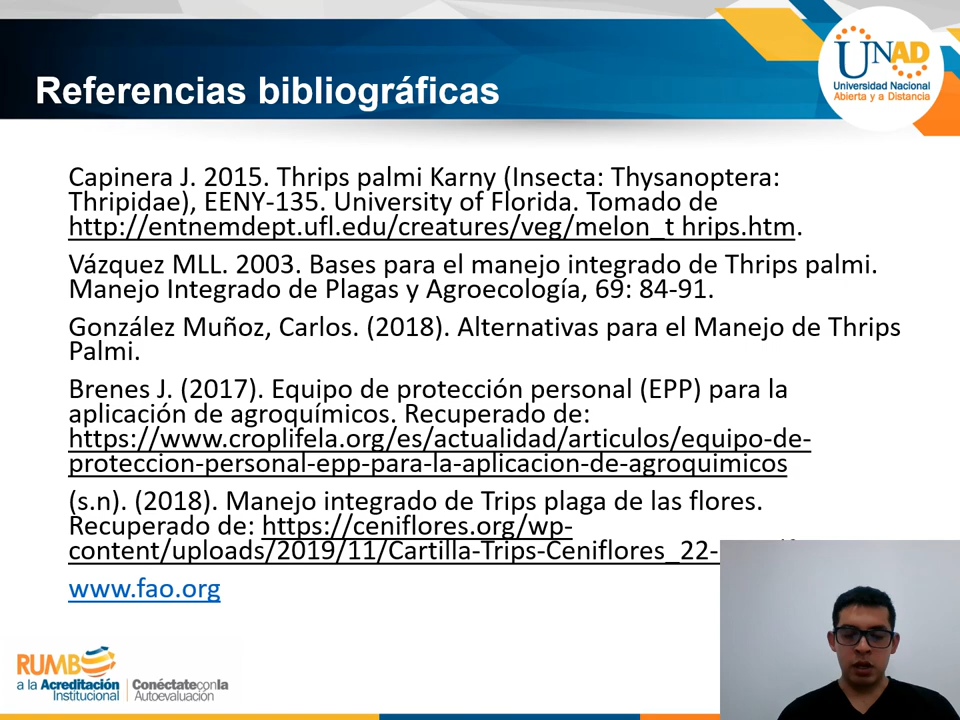 Referencias bibliográficas
UNAD
Universidad Nacional
Abierta y a Distancia
Capinera J. 2015. Thrips palmi Karny (Insecta: Thysanoptera:
Thripidae), EENY-135. University of Florida. Tomado de
http://entnemdept.ufl.edu/creatures/veg/melon_t hrips.htm.
Vázquez MLL. 2003. Bases para el manejo integrado de Thrips palmi.
Manejo Integrado de Plagas y Agroecología, 69: 84-91.
González Muñoz, Carlos. (2018). Alternativas para el Manejo de Thrips
Palmi.
Brenes J. (2017). Equipo de protección personal (EPP) para la
aplicación de agroquímicos. Recuperado de:
https://www.croplifela.org/es/actualidad/articulos/equipo-de-
proteccion-personal-epp-para-la-aplicacion-de-agroquimicos
(s.n). (2018). Manejo integrado de Trips plaga de las flores.
Recuperado de: https://ceniflores.org/wp-
content/uploads/2019/11/Cartilla-Trips-Ceniflores_22-
www.fao.org
RUMBO
a la Acreditación
Institucional
Conéctateconla
Autoevaluación